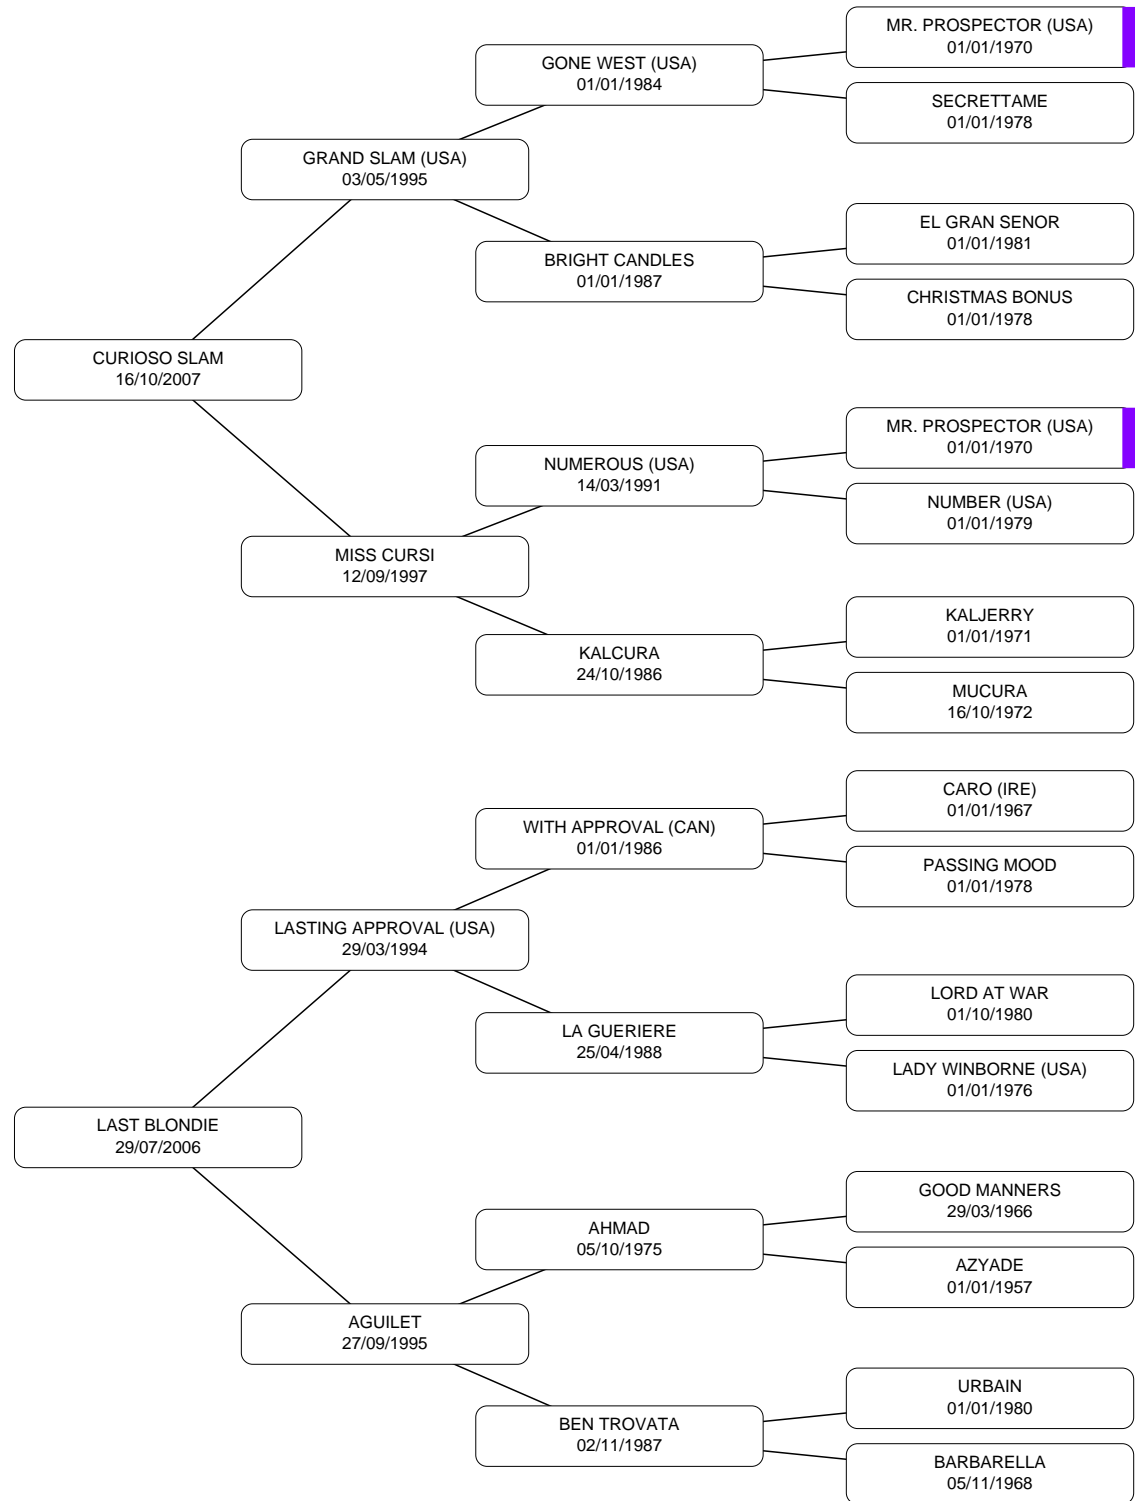 MR. PROSPECTOR (USA)
01/01/1970
GONE WEST (USA)
01/01/1984
SECRETTAME
01/01/1978
GRAND SLAM (USA)
03/05/1995
EL GRAN SENOR
01/01/1981
BRIGHT CANDLES
01/01/1987
CHRISTMAS BONUS
01/01/1978
CURIOSO SLAM
16/10/2007
MR. PROSPECTOR (USA)
01/01/1970
NUMEROUS (USA)
14/03/1991
NUMBER (USA)
01/01/1979
MISS CURSI
12/09/1997
KALJERRY
01/01/1971
KALCURA
24/10/1986
MUCURA
16/10/1972
CARO (IRE)
01/01/1967
WITH APPROVAL (CAN)
01/01/1986
PASSING MOOD
01/01/1978
LASTING APPROVAL (USA)
29/03/1994
LORD AT WAR
01/10/1980
LA GUERIERE
25/04/1988
LADY WINBORNE (USA)
01/01/1976
LAST BLONDIE
29/07/2006
GOOD MANNERS
29/03/1966
AHMAD
05/10/1975
AZYADE
01/01/1957
AGUILET
27/09/1995
URBAIN
01/01/1980
BEN TROVATA
02/11/1987
BARBARELLA
05/11/1968